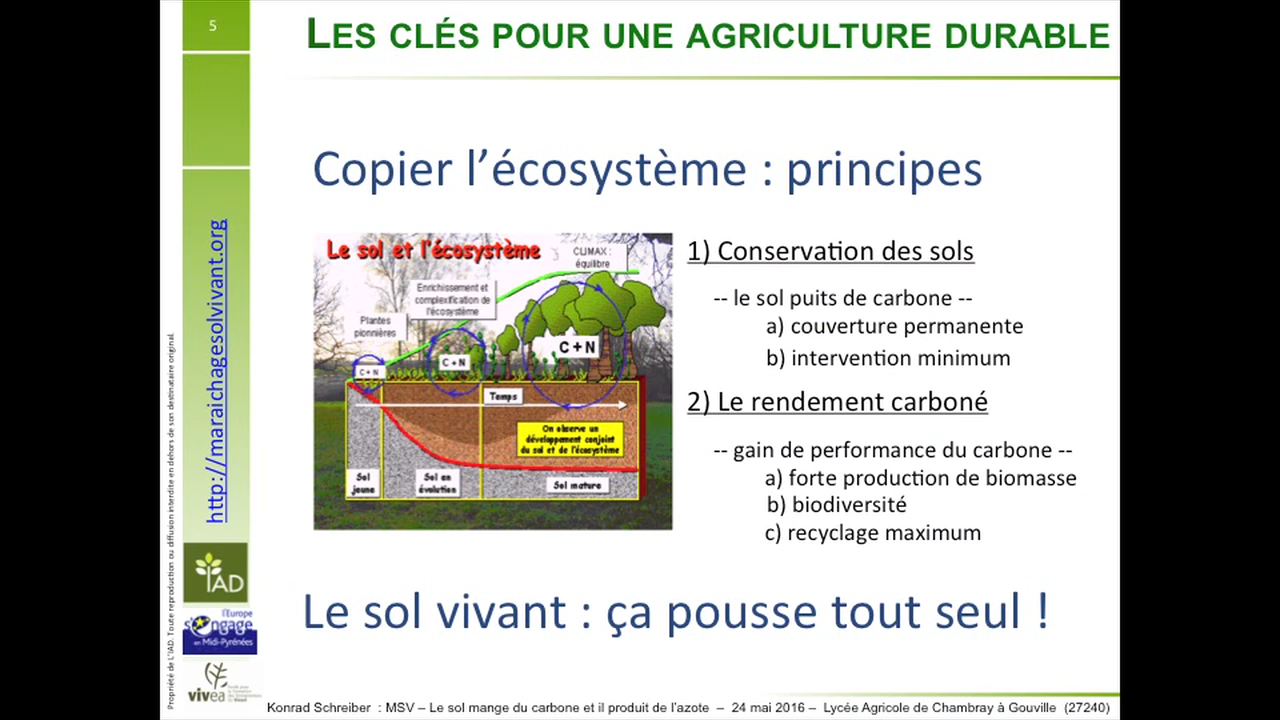 5
LES CLÉS POUR UNE AGRICULTURE DURABLE
Copier l'écosystème : principes
Le sol et l'écosystème
CLIMAX :
équilibre
Enrichissement et
complexification de
l'écosystème
Plantes
pionnières
C + N
C + N
C + N
Temps
On observe un
développement conjoint
du sol et de l'écosystème
Sol
jeune
Sol en
évolution
Sol mature
1) Conservation des sols
-- le sol puits de carbone --
a) couverture permanente
b) intervention minimum
2) Le rendement carboné
-- gain de performance du carbone --
a) forte production de biomasse
b) biodiversité
c) recyclage maximum
Le sol vivant : ça pousse tout seul !
http://maraichagesolvivant.org
Propriété de L'IAD. Toute reproduction ou diffusion interdite en dehors de son destinataire original.
IAD
l'Europe
s'engage
en Midi-Pyrénées
vivea
Konrad Schreiber : MSV – Le sol mange du carbone et il produit de l'azote – 24 mai 2016 – Lycée Agricole de Chambray à Gouville (27240)